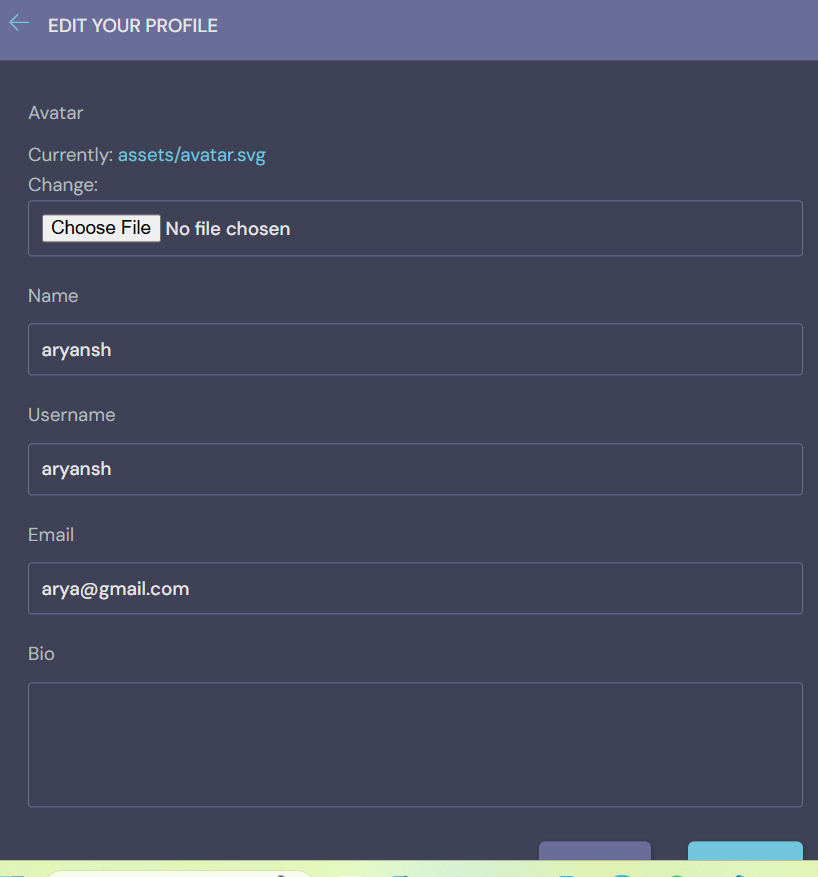 EDIT YOUR PROFILE
Avatar
Currently: assets/avatar.svg
Change:
Choose File No file chosen
Name
aryansh
Username
aryansh
Email
arya@gmail.com
Bio